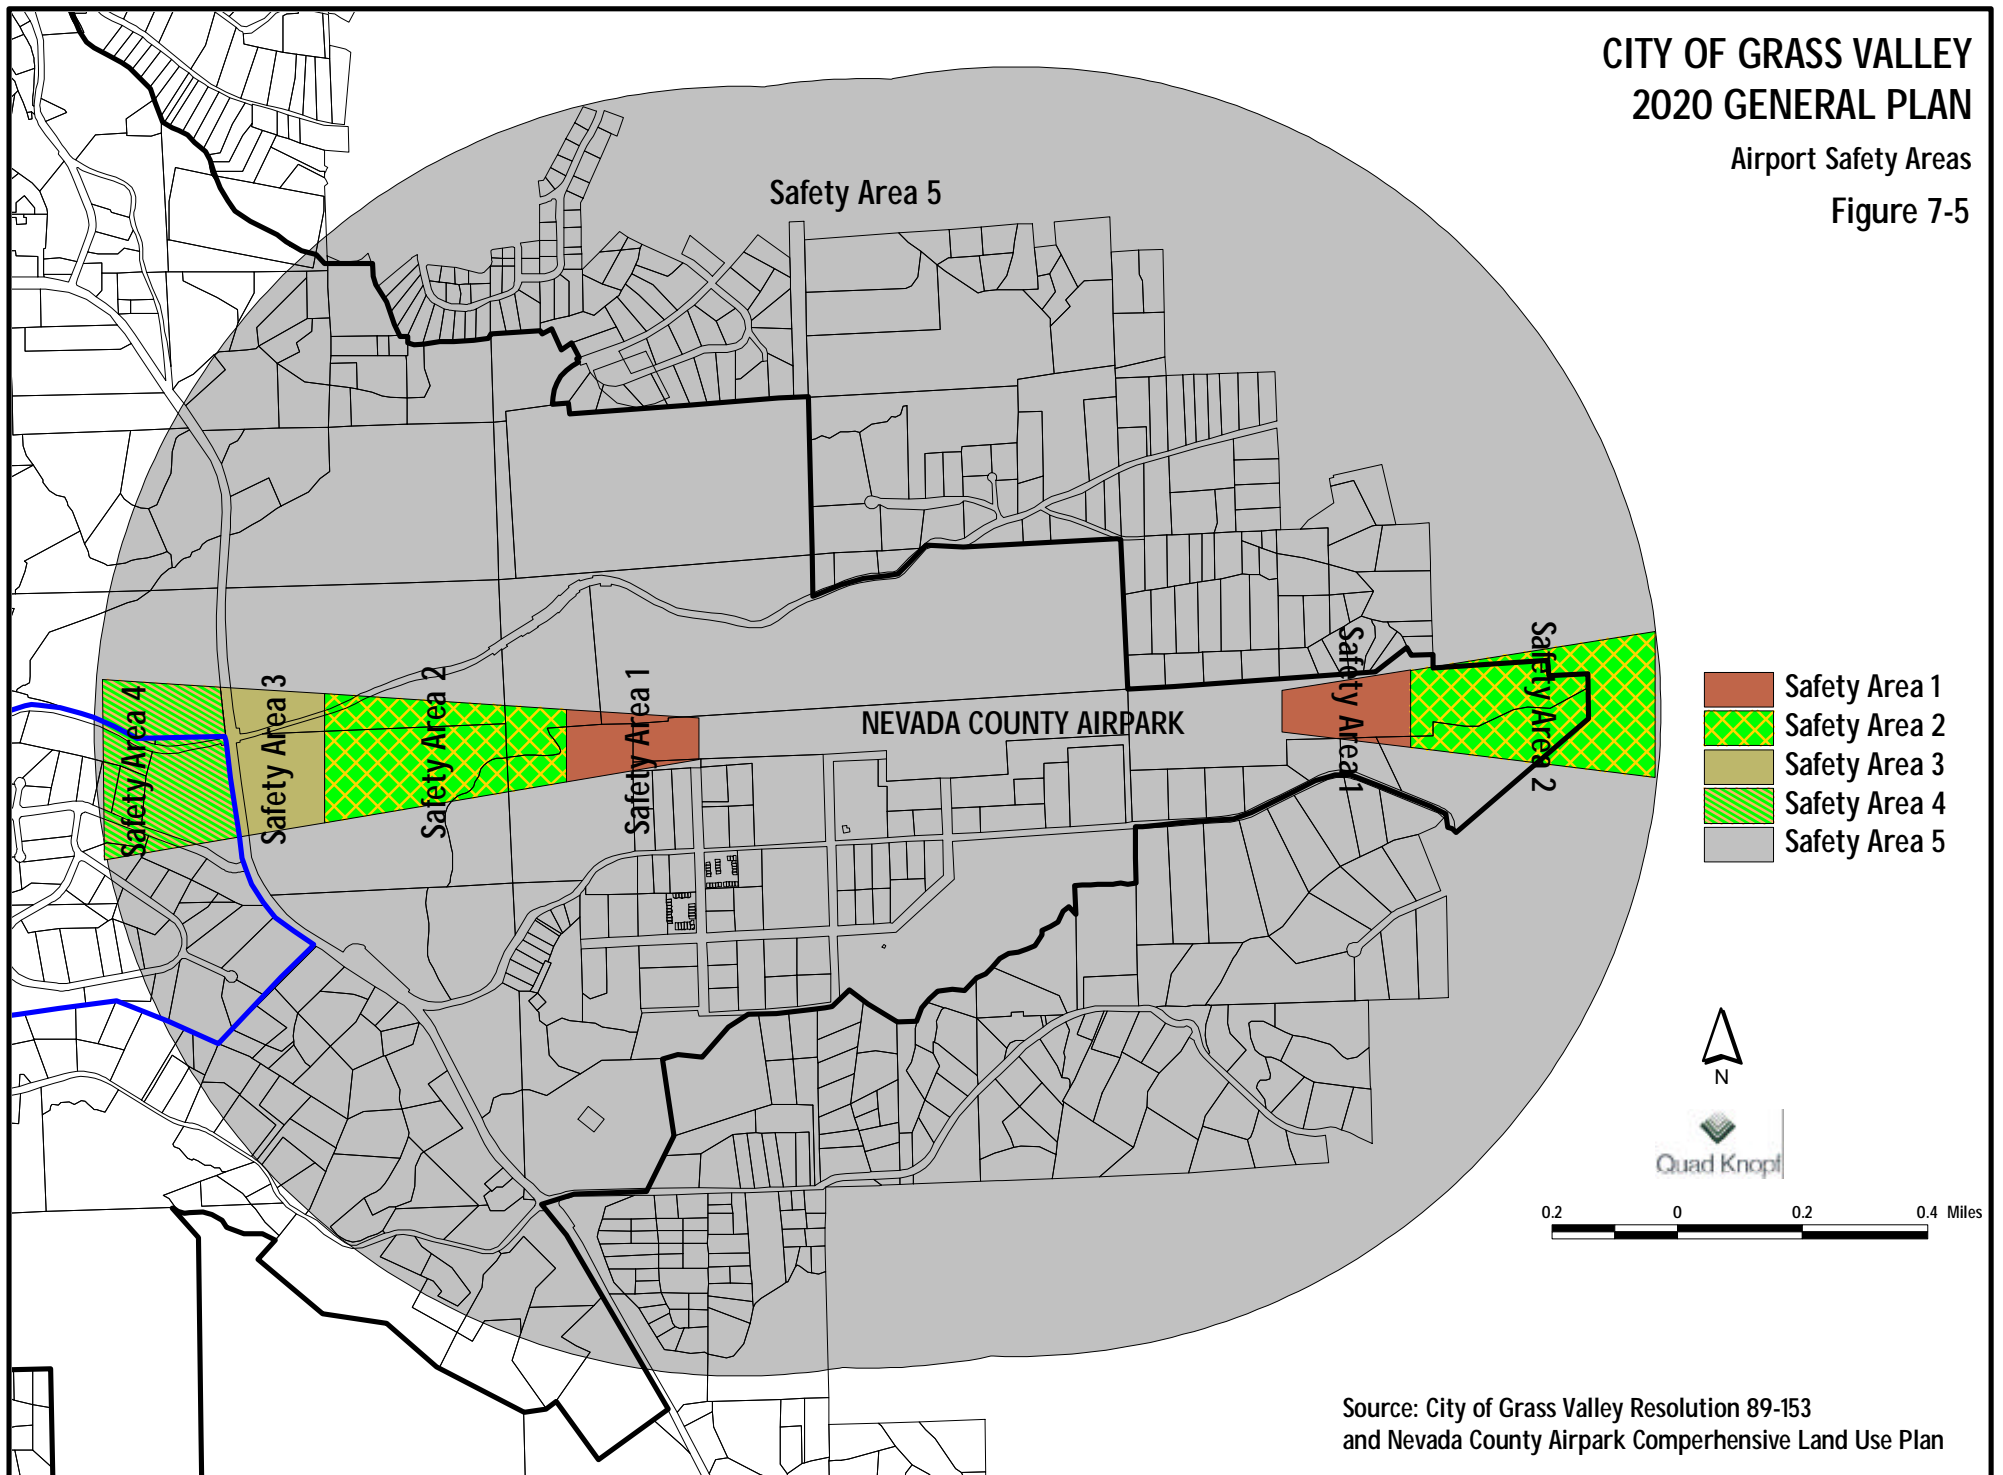 CITY OF GRASS VALLEY
2020 GENERAL PLAN
Airport Safety Areas
Figure 7-5
Safety Area 5
Safety Area 4
Safety Area 3
Safety Area 2
Safety Area 1
NEVADA COUNTY AIRPARK
Safety Area 1
Safety Area 2
Safety Area 1
Safety Area 2
Safety Area 3
Safety Area 4
Safety Area 5
N
Quad Knopf
0.2 0 0.2 0.4 Miles
Source: City of Grass Valley Resolution 89-153
and Nevada County Airpark Comperhensive Land Use Plan